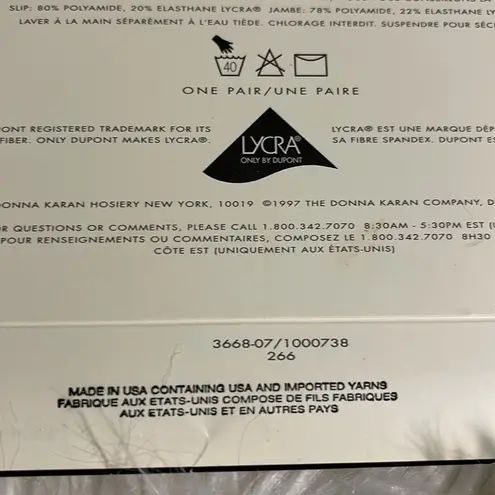 SLIP: 80% POLYAMIDE, 20% ELASTHANE LYCRA® JAMBE: 78% POLYAMIDE, 22% ELASTHANE
LAVER À LA MAIN SÉPARÉMENT À L'EAU TIÈDE. CHLORAGE INTERDIT. SUSPENDRE POUR
40
ONE PAIR/UNE PAIRE
REGISTERED TRADEMARK FOR ITS
LYCRA® EST UNE MARQUE
FIBER. ONLY DUPONT MAKES LYCRA®.
SA FIBRE SPANDEX. DUPONT
LYCRA®
ONLY BY DUPONT
DONNA KARAN HOSIERY NEW YORK, 10019 ©1997 THE DONNA KARAN COMPANY,
QUESTIONS OR COMMENTS, PLEASE CALL 1.800.342.7070 8:30AM - 5:30PM EST
POUR RENSEIGNEMENTS OU COMMENTAIRES, COMPOSEZ LE 1.800.342.7070 8H30
CÔTE EST (UNIQUEMENT AUX ÉTATS-UNIS)
3668-07/1000738
266
MADE IN USA CONTAINING USA AND IMPORTED YARNS
FABRIQUE AUX ETATS-UNIS COMPOSE DE FILS FABRIQUES
AUX ETATS-UNIS ET EN AUTRES PAYS